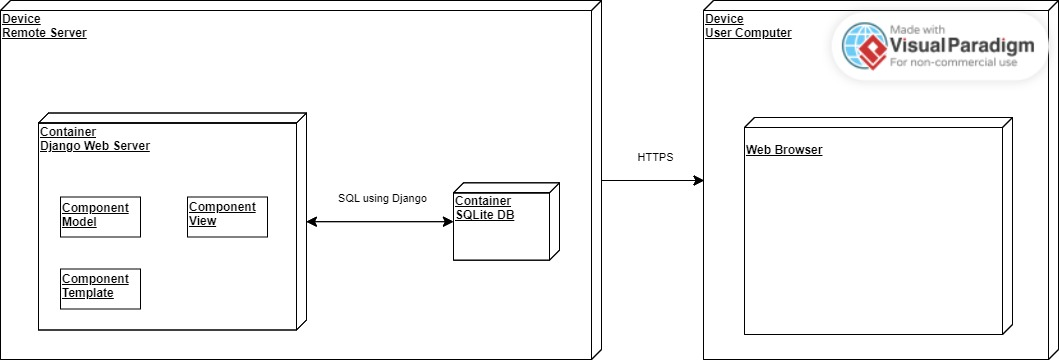 Device
Remote Server
Container
Django Web Server
Component
Model
Component
View
Component
Template
SQL using Django
Container
SQLite DB
HTTPS
Device
User Computer
Made with
Visual Paradigm
For non-commercial use
Web Browser